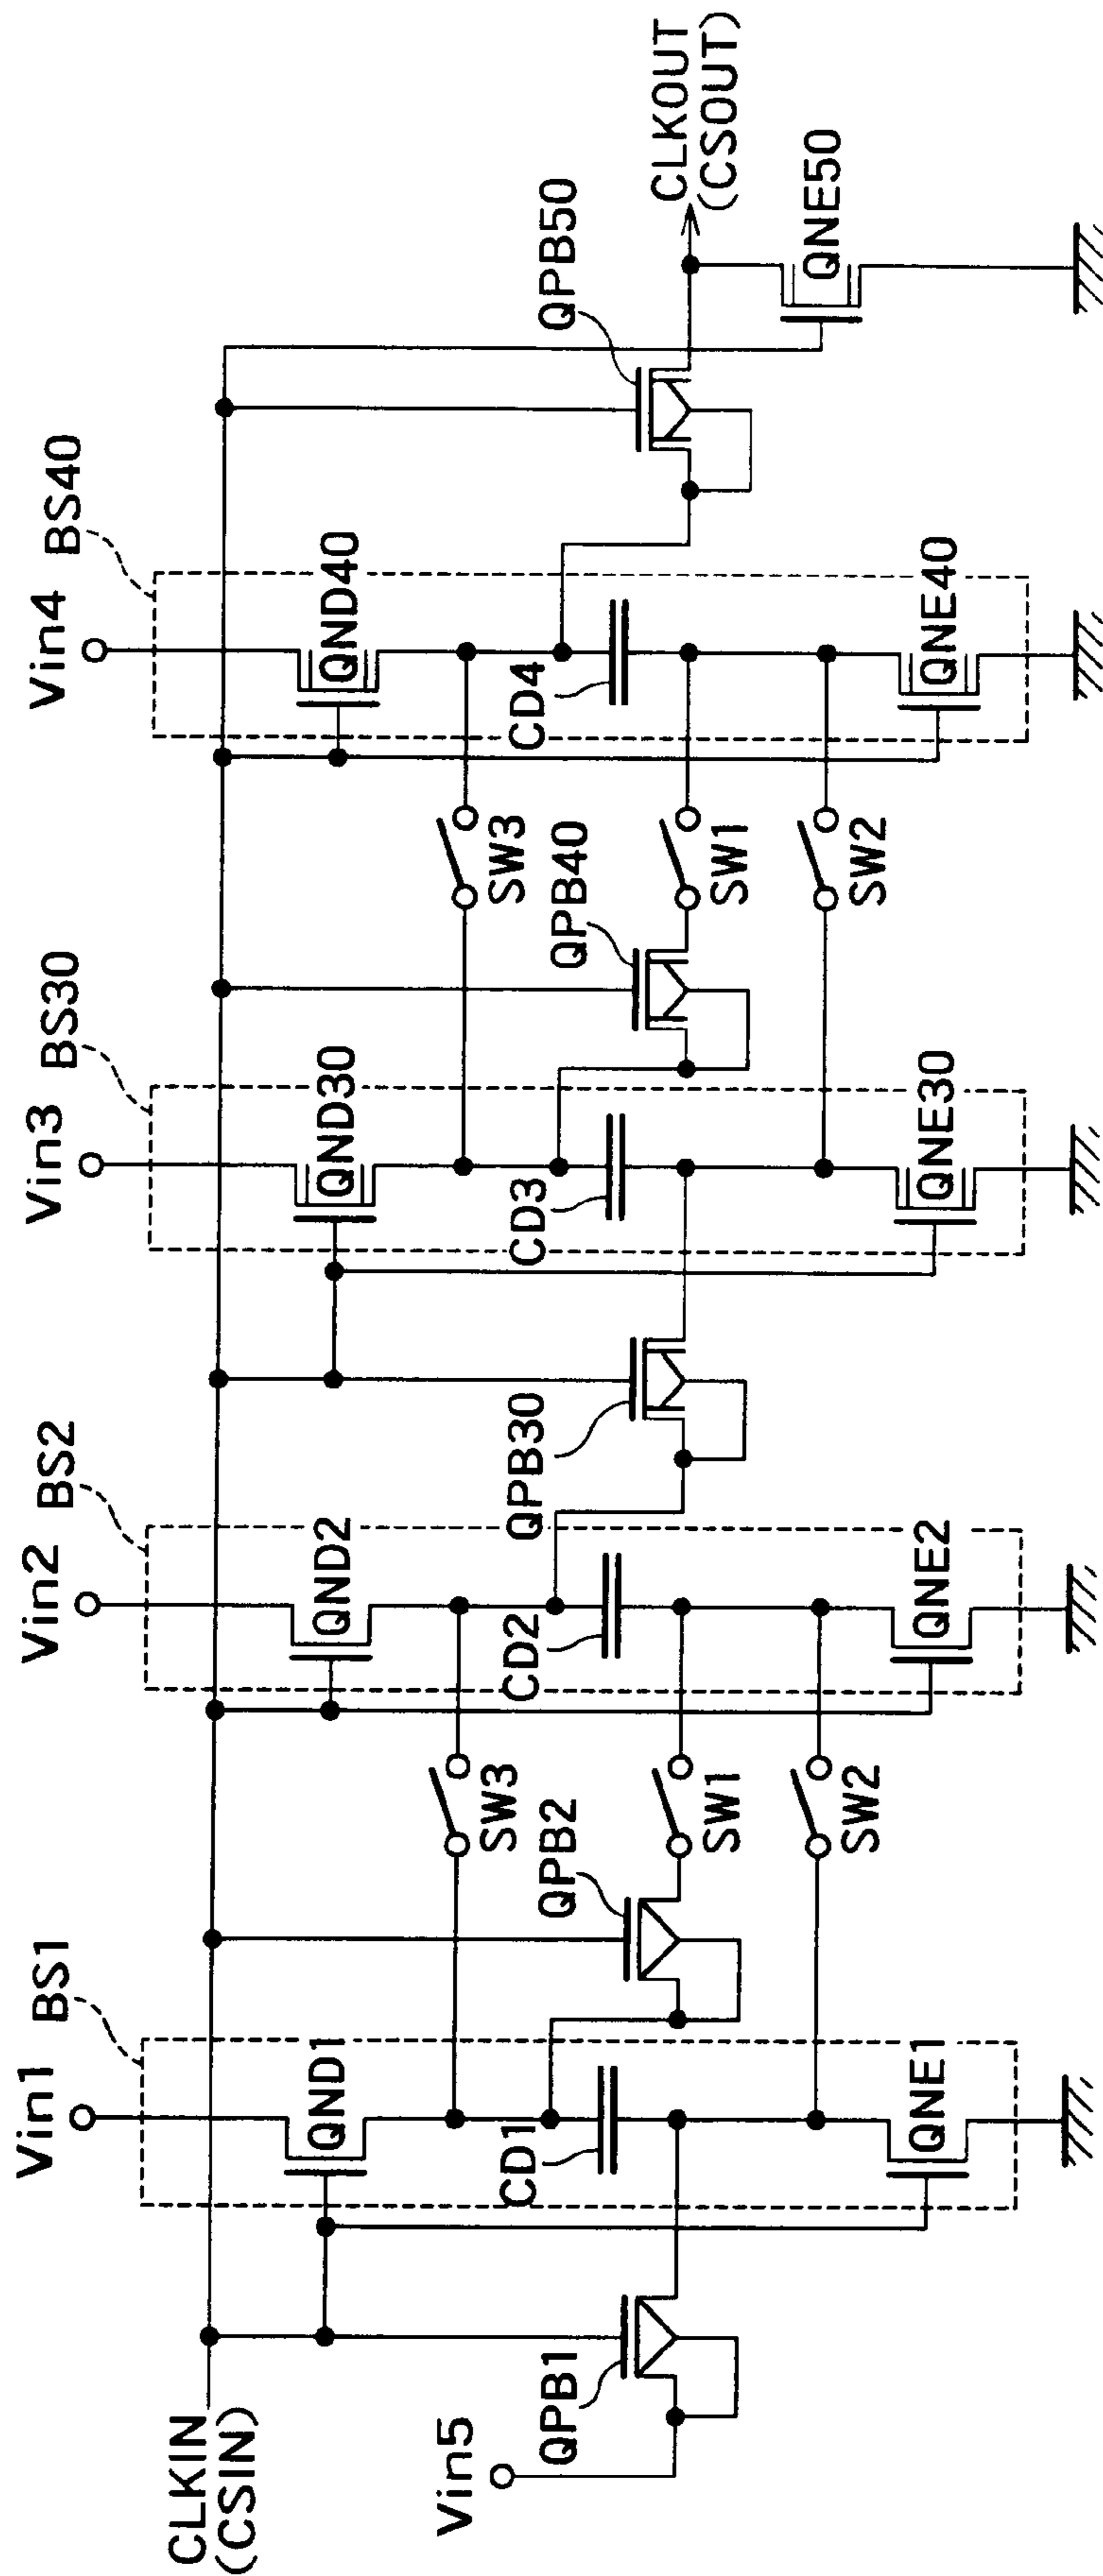 CLKIN
(CSIN)
Vin5
QPB1
Vin1
BS1
QND1
CD1
QNE1
QPB2
SW3
SW1
SW2
Vin2
BS2
QND2
CD2
QNE2
QPB30
Vin3
BS30
QND30
CD3
QNE30
QPB40
SW3
SW1
SW2
Vin4
BS40
QND40
CD4
QNE40
QPB50
CLKOUT
(CSOUT)
QNE50